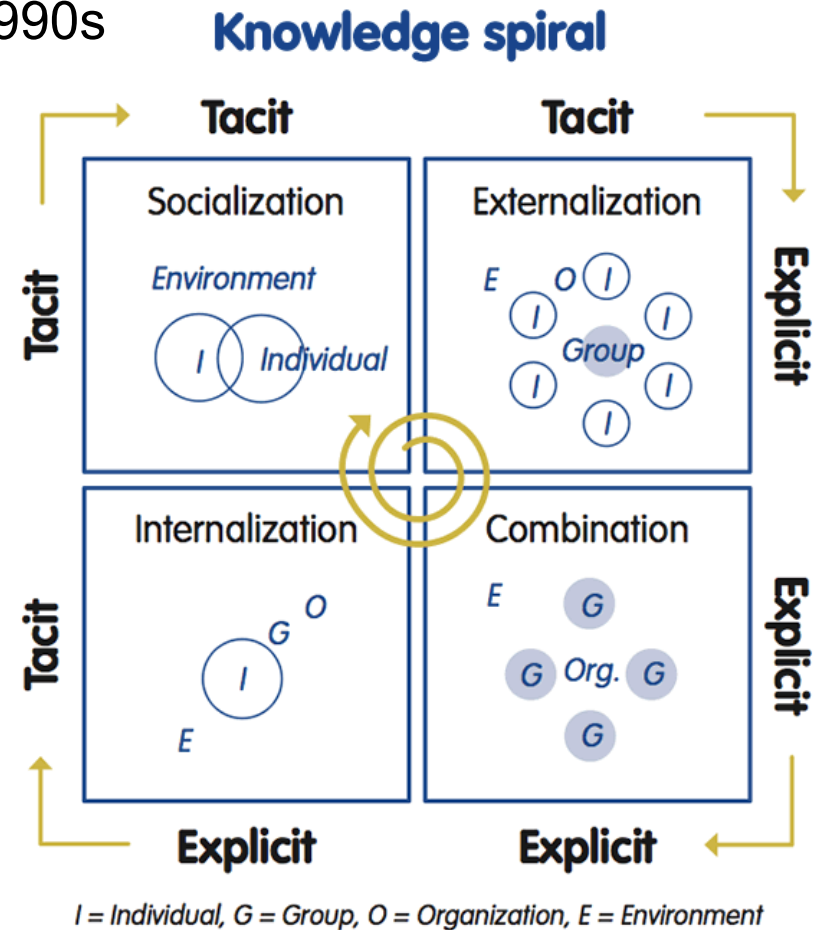 990s
Knowledge spiral
Tacit Tacit
Socialization
Environment
I Individual
Tacit
Externalization
E O I
I I
Group
I I
I
Explicit
Internalization
O
G
I
E
Tacit
Combination
E G
G Org. G
G
Explicit
Explicit Explicit
I = Individual, G = Group, O = Organization, E = Environment